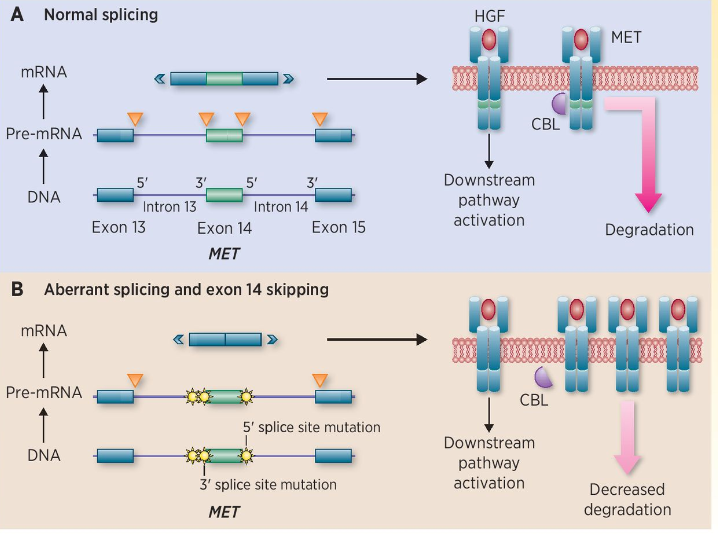 A Normal splicing
HGF
MET
mRNA
CBL
Pre-mRNA
Downstream
pathway
activation
Degradation
5' 3' 5' 3'
DNA
Intron 13 Intron 14
Exon 13 Exon 14 Exon 15
MET
B Aberrant splicing and exon 14 skipping
mRNA
Pre-mRNA
CBL
5' splice site mutation
DNA
3' splice site mutation
MET
Downstream
pathway
activation
Decreased
degradation